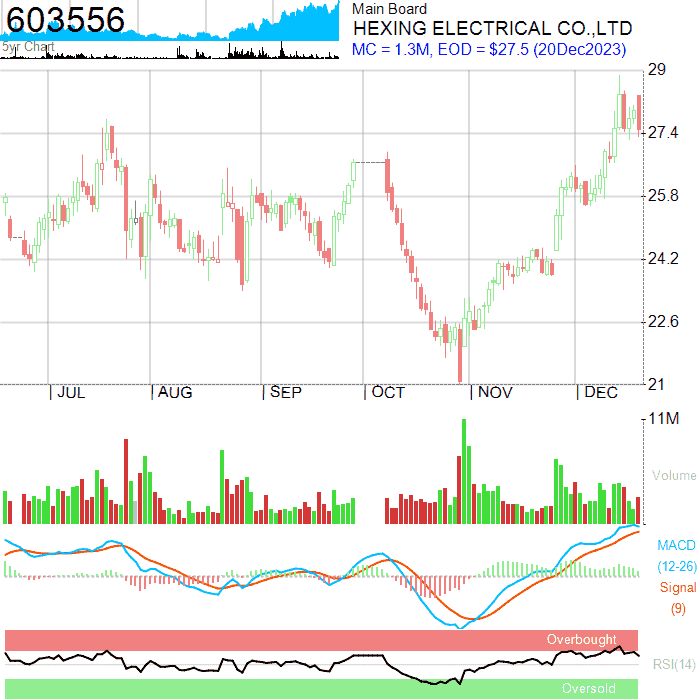 603556
5yr Chart
Main Board
HEXING ELECTRICAL CO.,LTD
MC = 1.3M, EOD = $27.5 (20Dec2023)
29
27.4
25.8
24.2
22.6
21
JUL AUG SEP OCT NOV DEC
11M
Volume
MACD
(12-26)
Signal
(9)
Overbought
RSI(14)
Oversold